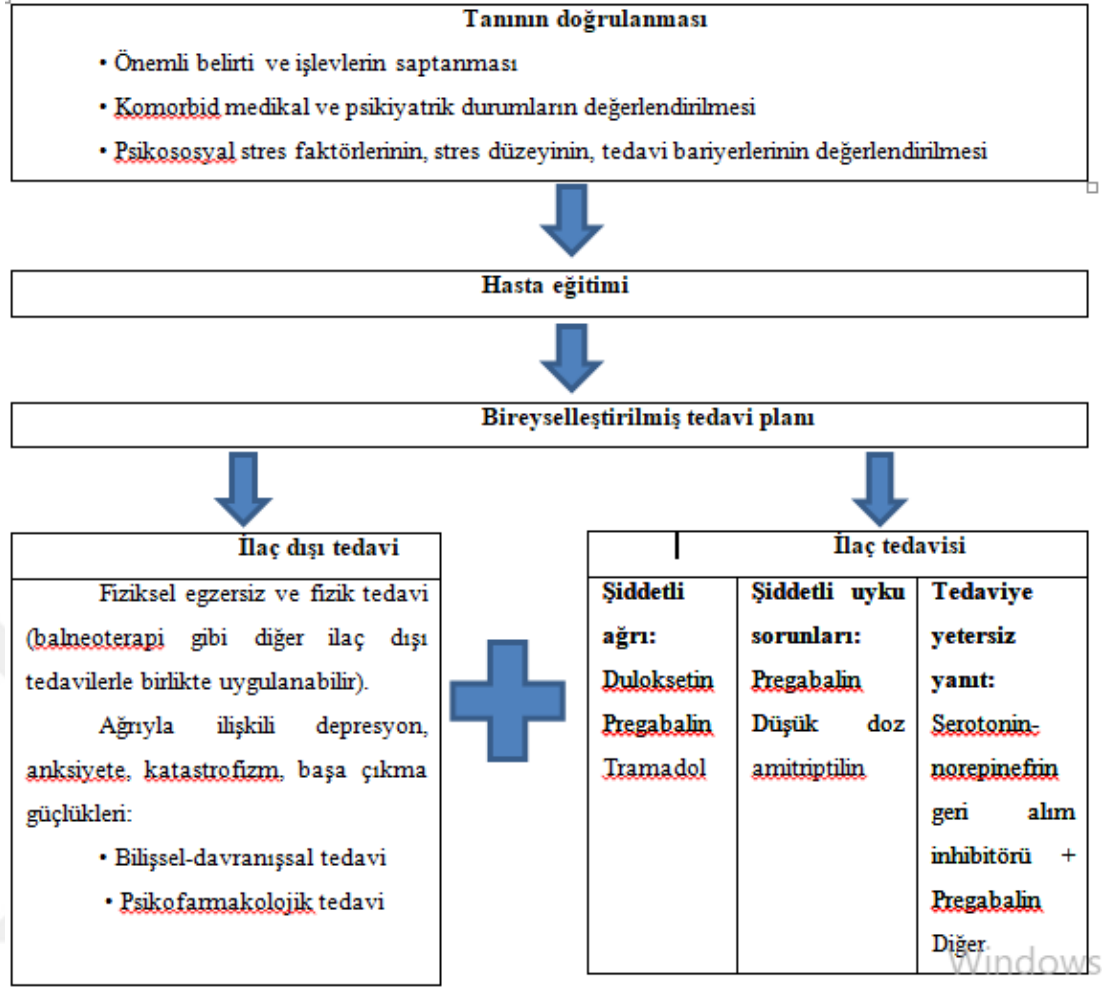 Tanının doğrulanması
• Önemli belirti ve işlevlerin saptanması
• Komorbid medikal ve psikiyatrik durumların değerlendirilmesi
• Psikososyal stres faktörlerinin, stres düzeyinin, tedavi bariyerlerinin değerlendirilmesi
Hasta eğitimi
Bireyselleştirilmiş tedavi planı
İlaç dışı tedavi
Fiziksel egzersiz ve fizik tedavi
(balneoterapi gibi diğer ilaç dışı
tedavilerle birlikte uygulanabilir).
Ağrıyla ilişkili depresyon,
anksiyete, katastrofizm, başa çıkma
güçlükleri:
• Bilişsel-davranışsal tedavi
• Psikofarmakolojik tedavi
İlaç tedavisi
Şiddetli
ağrı:
Duloksetin
Pregabalin
Tramadol
Şiddetli uyku
sorunları:
Pregabalin
Düşük doz
amitriptilin
Tedaviye
yetersiz
yanıt:
Serotonin-
norepinefrin
geri alım
inhibitörü +
Pregabalin
Diğer
Windows